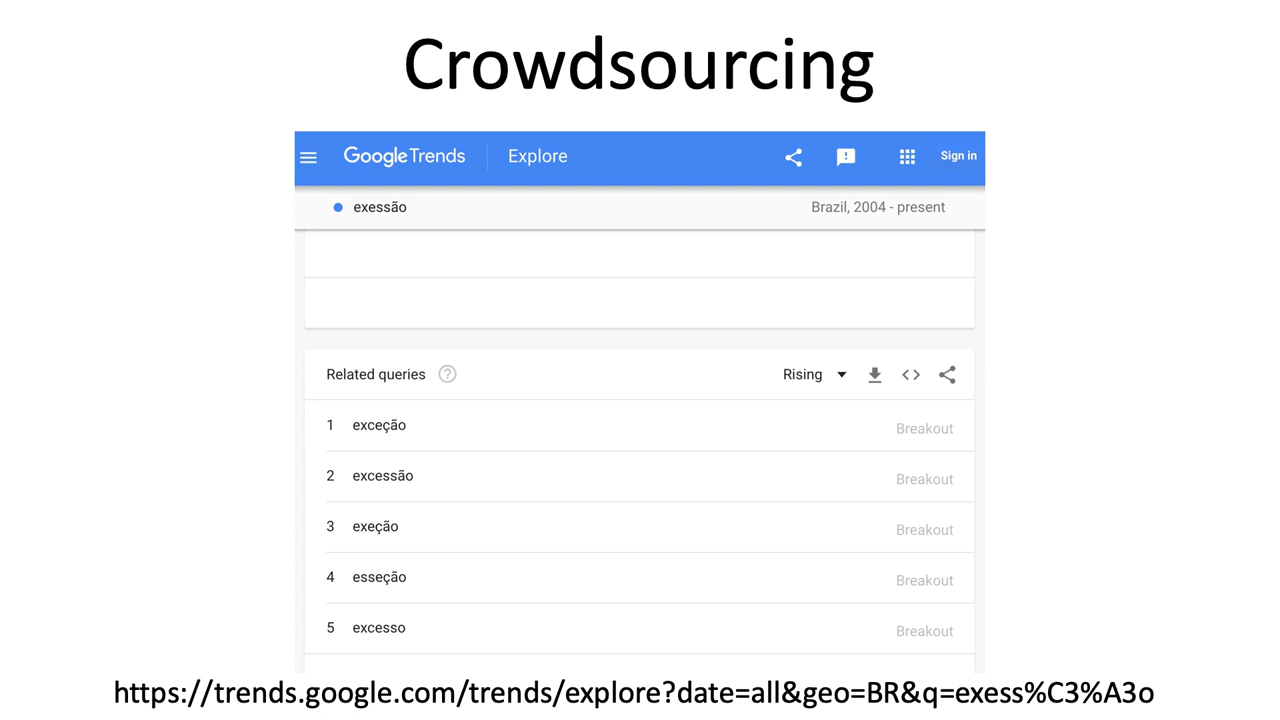 Crowdsourcing
Google Trends Explore Sign in
exessão Brazil, 2004 - present
Related queries ? Rising
1 exceção Breakout
2 excessão Breakout
3 exeção Breakout
4 esseção Breakout
5 excesso Breakout
https://trends.google.com/trends/explore?date=all&geo=BR&q=exess%C3%A3o